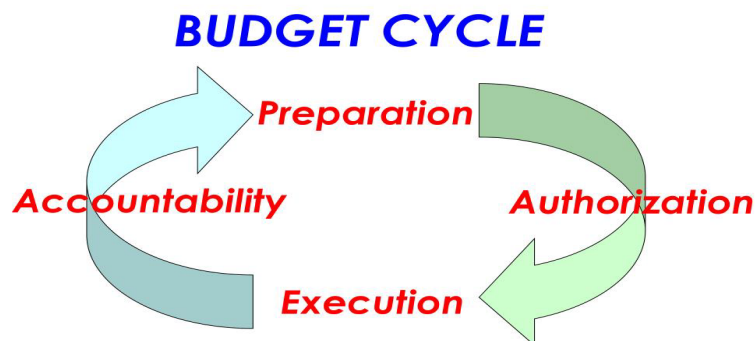 BUDGET CYCLE
Preparation
Accountability
Authorization
Execution